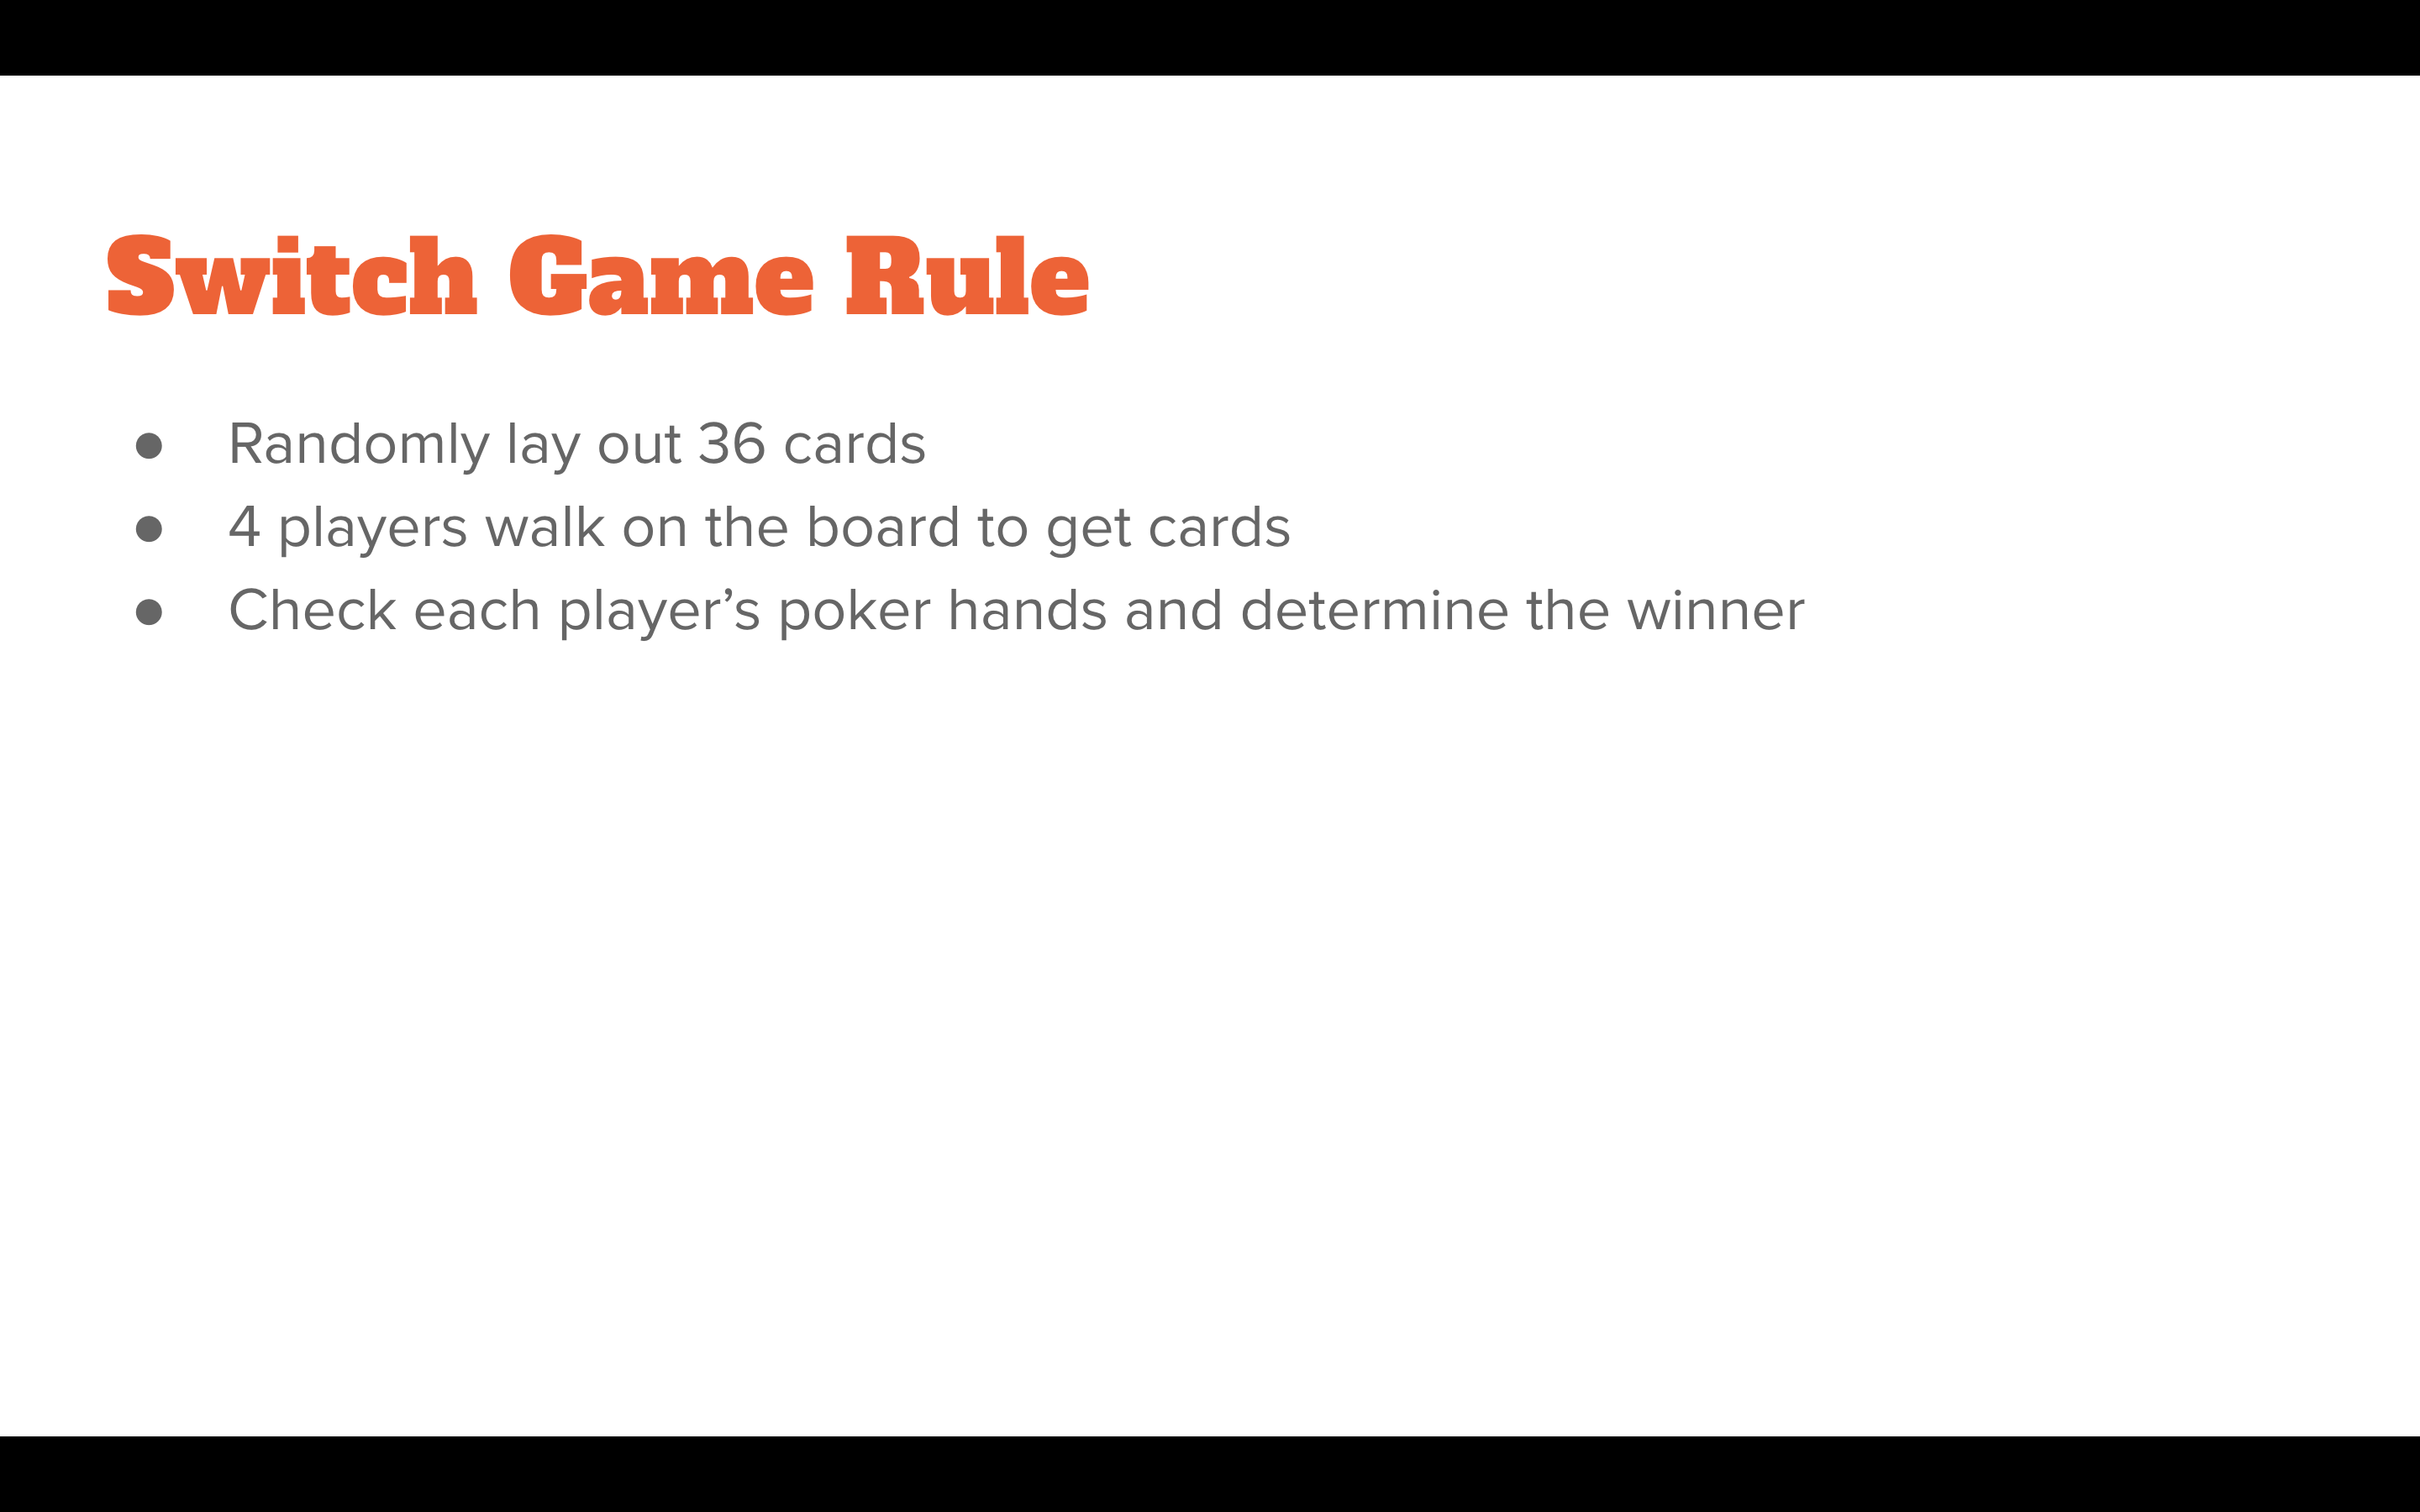 Switch Game Rule
● Randomly lay out 36 cards
● 4 players walk on the board to get cards
● Check each player’s poker hands and determine the winner